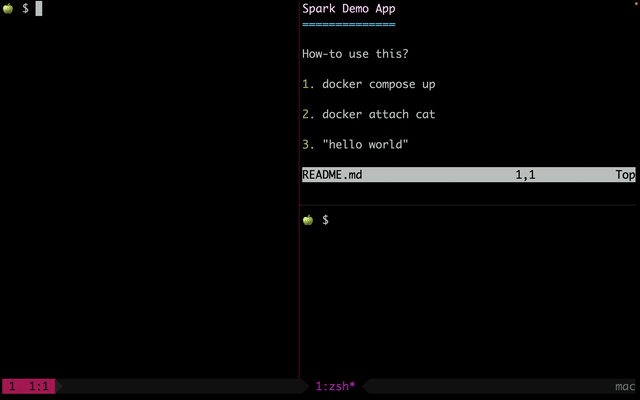 $
Spark Demo App
==============
How-to use this?
1. docker compose up
2. docker attach cat
3. "hello world"
README.md 1,1 Top
$
1 1:1 1:zsh* mac